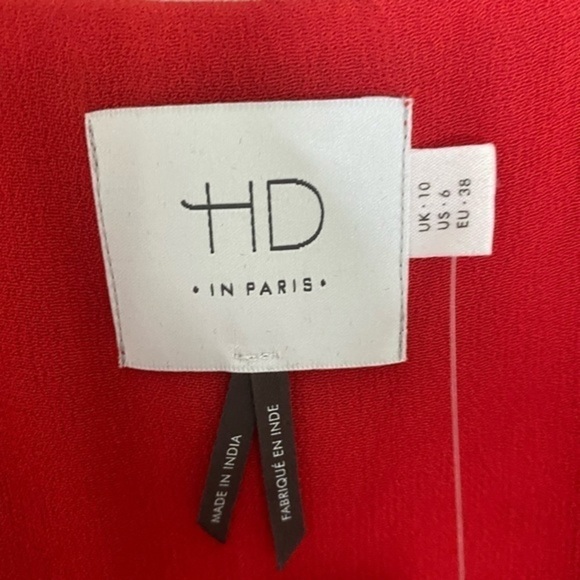 HD
• IN PARIS •
UK • 10
US • 6
EU • 38
MADE IN INDIA
FABRIQUÉ EN INDE